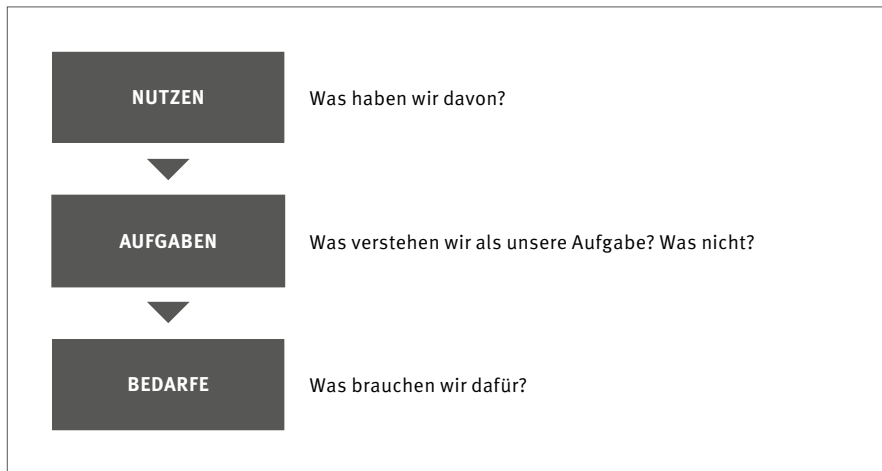 NUTZEN
Was haben wir davon?
AUFGABEN
Was verstehen wir als unsere Aufgabe? Was nicht?
BEDARFE
Was brauchen wir dafür?